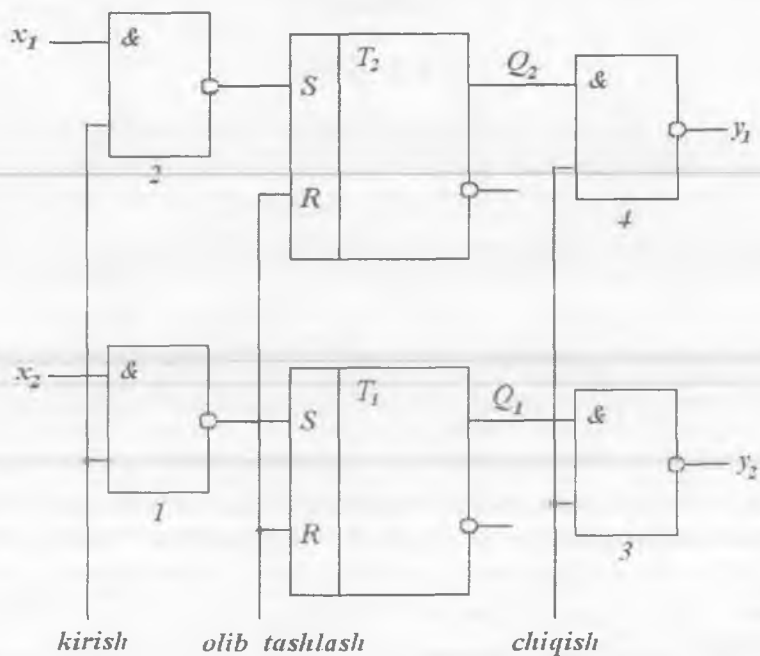 x₁ & T₂ Q₂ &
S
y₁
2 R 4
x₂ & T₁ Q₁ &
S
y₂
1 R 3
kirish olib tashlash chiqish